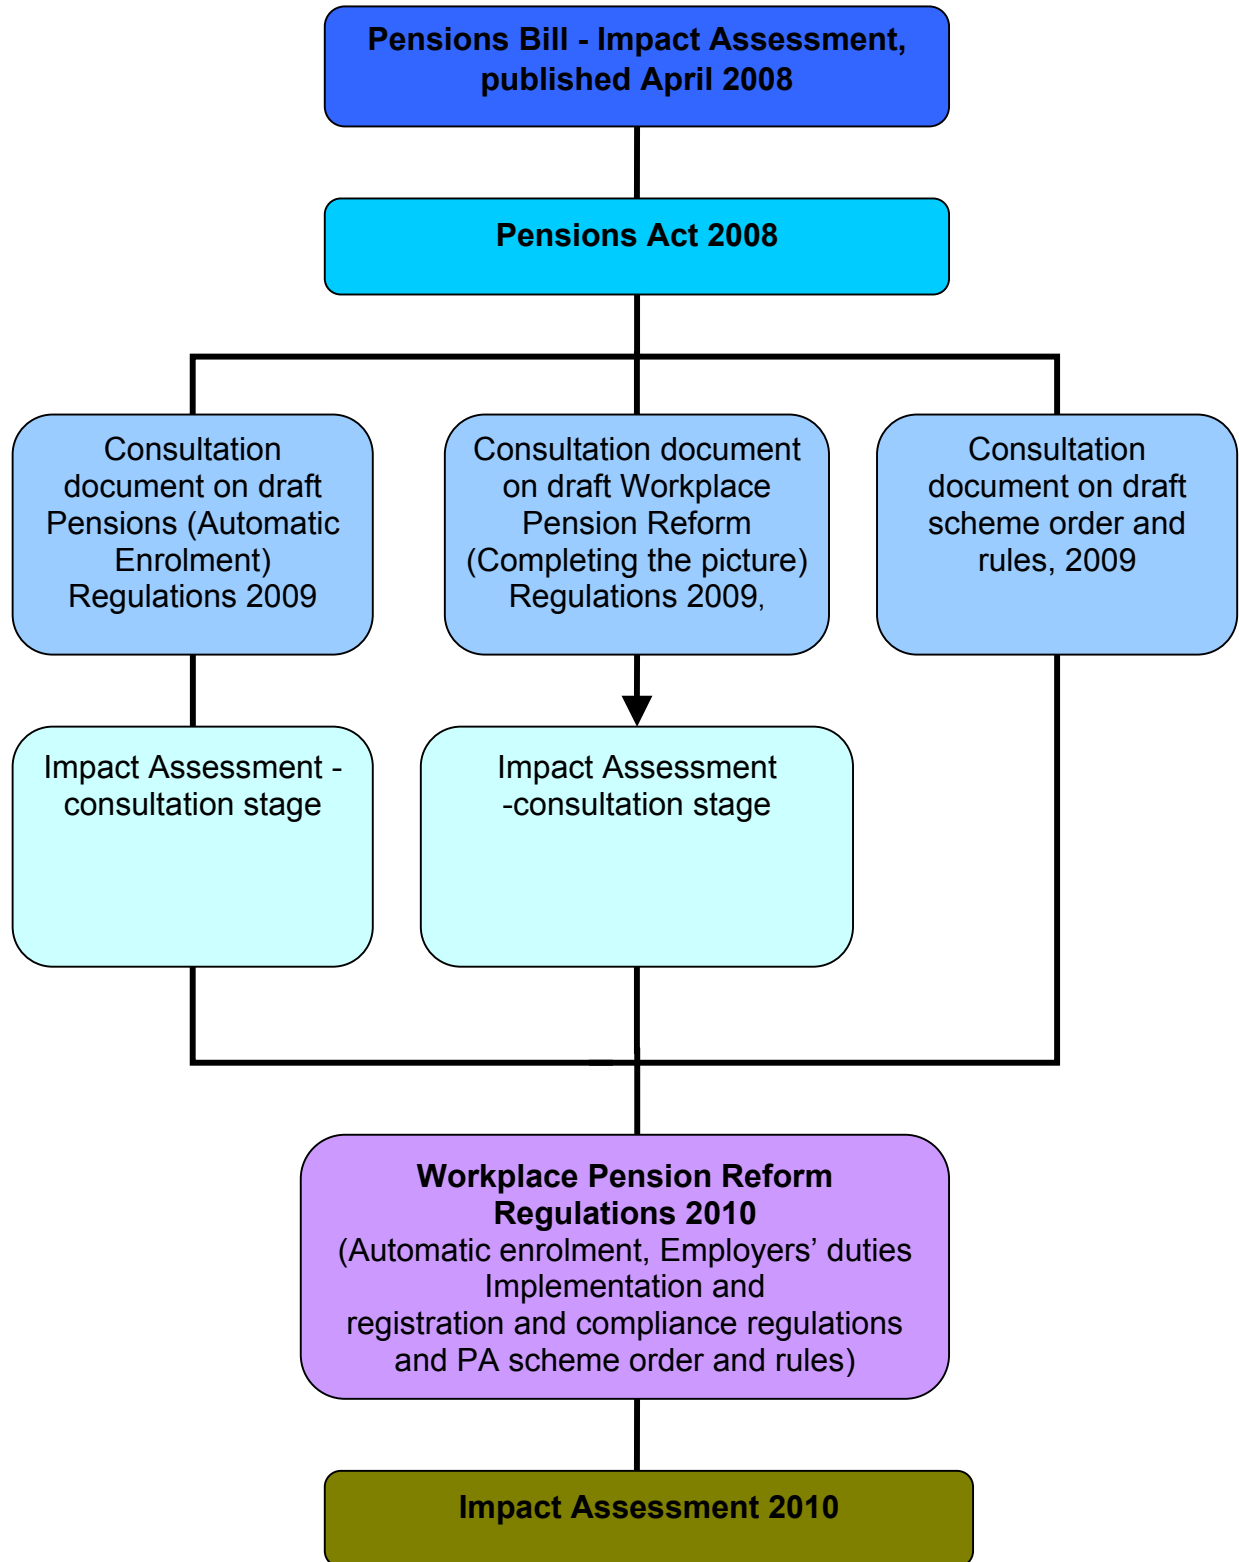 Pensions Bill - Impact Assessment,
published April 2008
Pensions Act 2008
Consultation
document on draft
Pensions (Automatic
Enrolment)
Regulations 2009
Consultation document
on draft Workplace
Pension Reform
(Completing the picture)
Regulations 2009,
Consultation
document on draft
scheme order and
rules, 2009
Impact Assessment -
consultation stage
Impact Assessment
-consultation stage
Workplace Pension Reform
Regulations 2010
(Automatic enrolment, Employers’ duties
Implementation and
registration and compliance regulations
and PA scheme order and rules)
Impact Assessment 2010